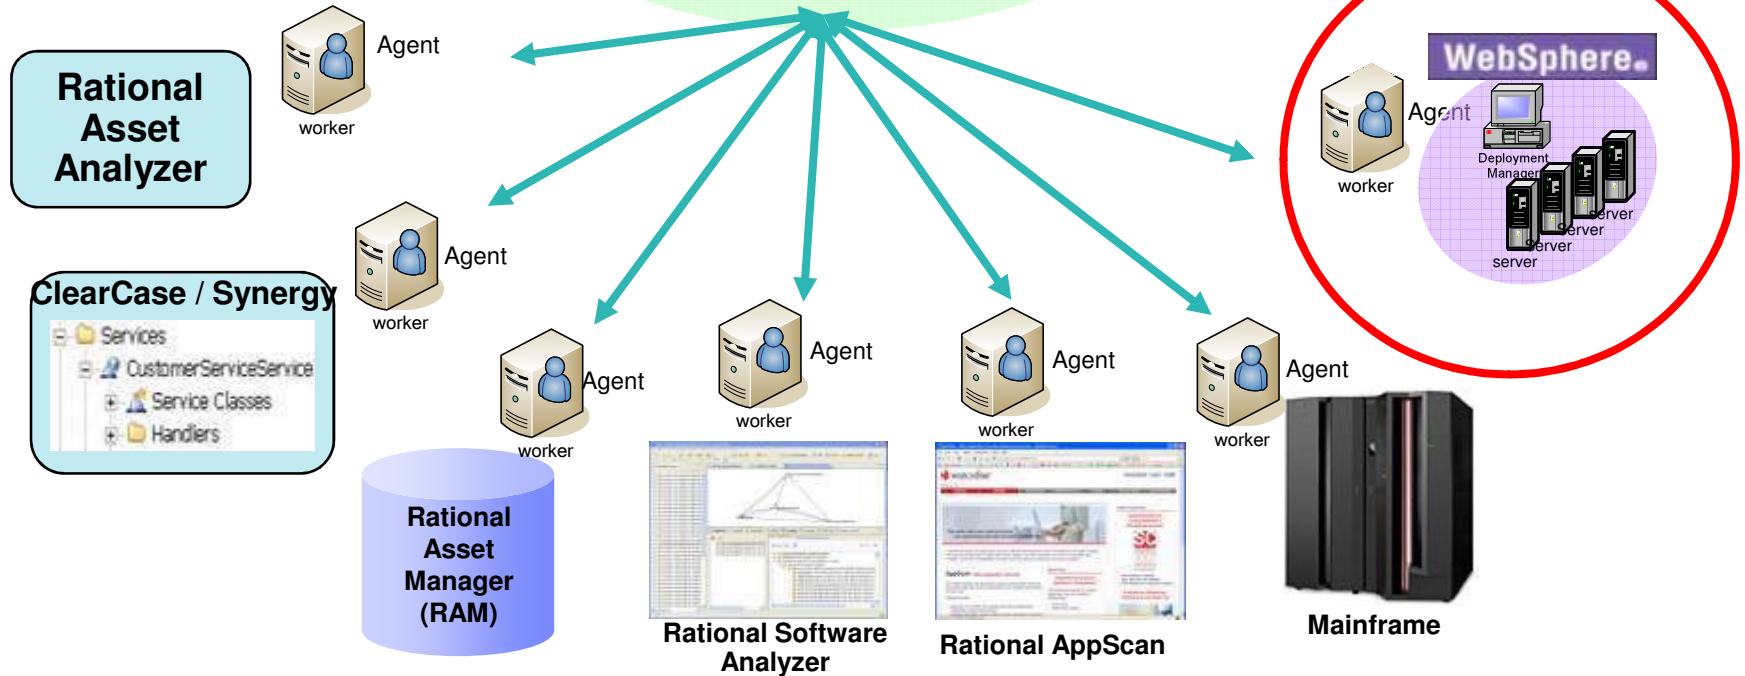 Agent
worker
Rational
Asset
Analyzer
WebSphere
Agent
worker
Deployment
Manager
server
Server
Server
server
Agent
worker
ClearCase / Synergy
Services
CustomerServiceService
Service Classes
Handlers
Agent
worker
Agent
worker
Agent
worker
Agent
worker
Rational
Asset
Manager
(RAM)
Rational Software
Analyzer
Rational AppScan
Mainframe